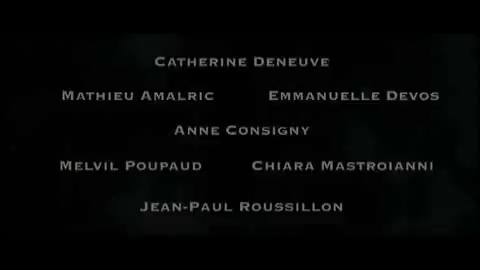 CATHERINE DENEUVE
MATHIEU AMALRIC EMMANUELLE DEVOS
ANNE CONSIGNY
MELVIL POUPAUD CHIARA MASTROIANNI
JEAN-PAUL ROUSSILLON